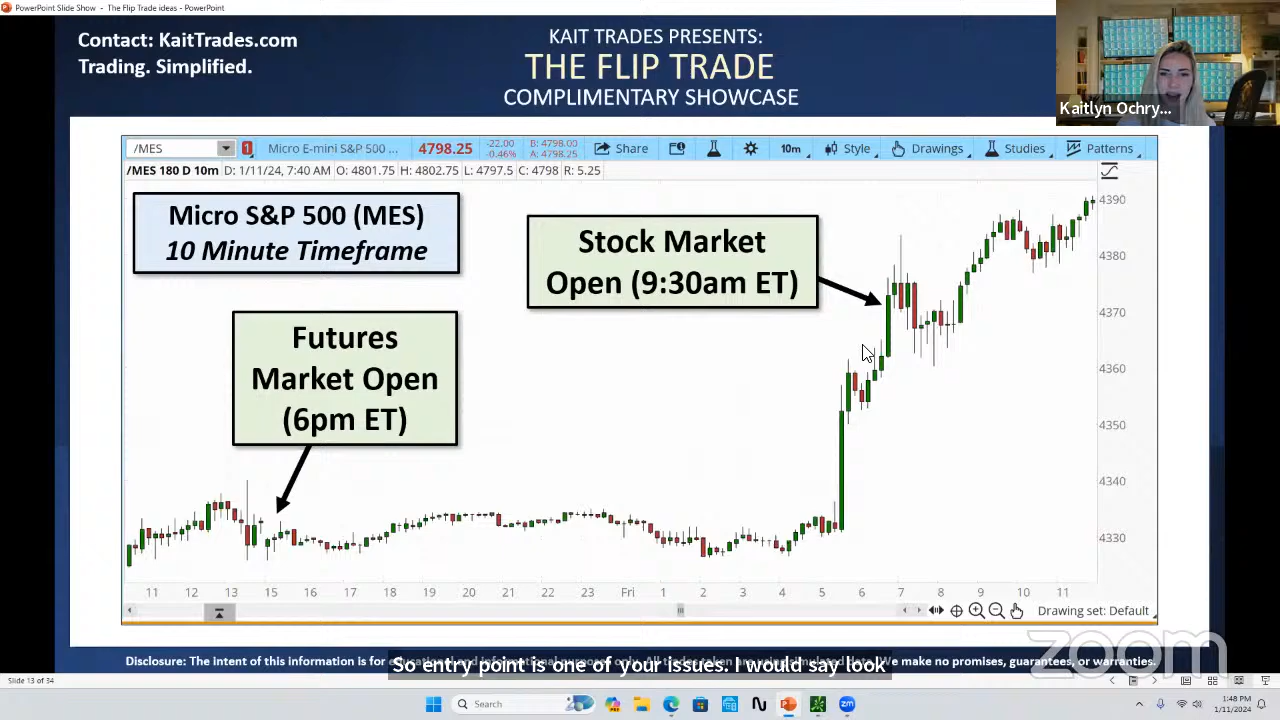 PowerPoint Slide Show - The Flip Trade ideas - PowerPoint
Contact: KaitTrades.com
Trading. Simplified.
KAIT TRADES PRESENTS:
THE FLIP TRADE
COMPLIMENTARY SHOWCASE
Kaitlyn Ochry...
/MES
1
Micro E-mini S&P 500 ...
4798.25
-22.00
-0.46%
B: 4798.00
A: 4798.25
Share
10m
Style
Drawings
Studies
Patterns
/MES 180 D 10m D: 1/11/24, 7:40 AM O: 4801.75 H: 4802.75 L: 4797.5 C: 4798 R: 5.25
Micro S&P 500 (MES)
10 Minute Timeframe
Stock Market
Open (9:30am ET)
Futures
Market Open
(6pm ET)
4390
4380
4370
4360
4350
4340
4330
11 12 13 15 16 17 18 19 20 21 22 23 Fri 1 2 3 4 5 6 7 8 9 10 11
Drawing set: Default
zoom
Disclosure: The intent of this information is for We make no promises, guarantees, or warranties.
So entry point is one of your issues. I would say look
Slide 13 of 34
Search
1:48 PM
1/11/2024